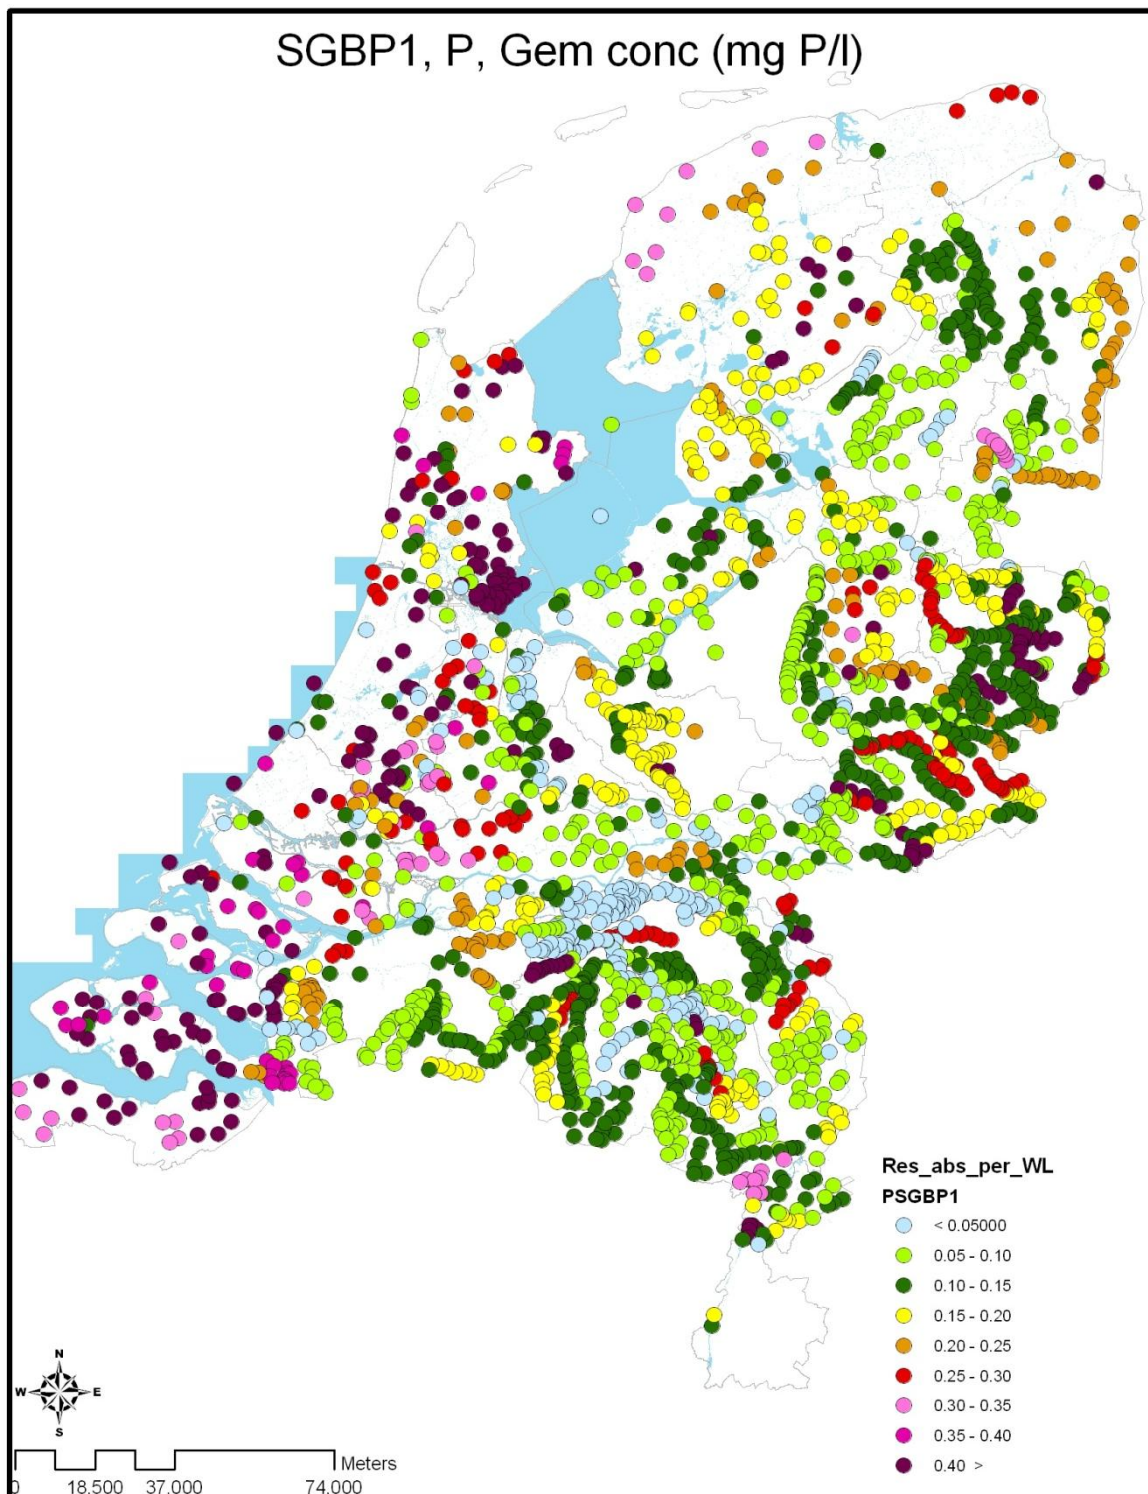 SGBP1, P, Gem conc (mg P/l)
Res_abs_per_WL
PSGBP1
< 0.05000
0.05 - 0.10
0.10 - 0.15
0.15 - 0.20
0.20 - 0.25
0.25 - 0.30
0.30 - 0.35
0.35 - 0.40
0.40 >
N
W E
S
Meters
0 18.500 37.000 74.000